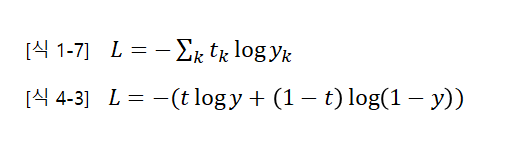 [식 1-7] L = − ∑ₖ tₖ log yₖ
[식 4-3] L = −(t log y + (1 − t) log(1 − y))